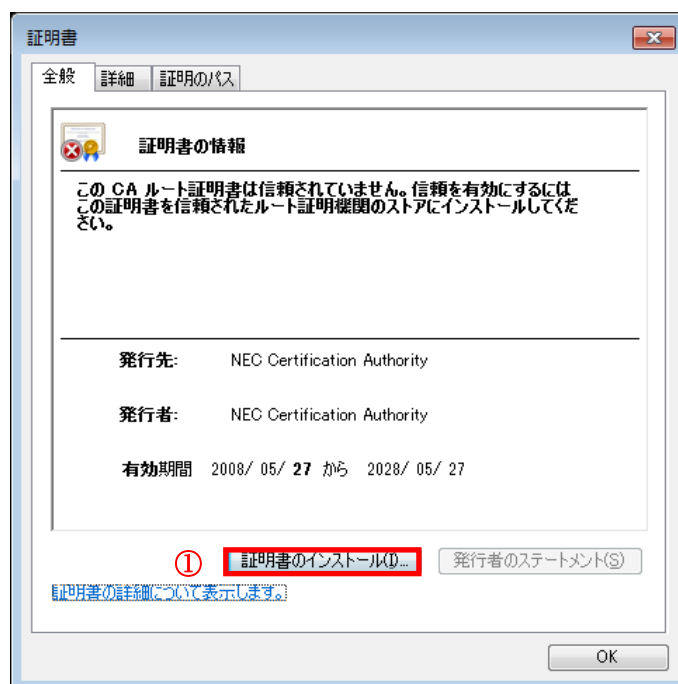 証明書
全般 詳細 証明のパス
証明書の情報
この CA ルート証明書は信頼されていません。信頼を有効にするには
この証明書を信頼されたルート証明機関のストアにインストールしてくだ
さい。
発行先: NEC Certification Authority
発行者: NEC Certification Authority
有効期間 2008/ 05/ 27 から 2028/ 05/ 27
① 証明書のインストール(I)... 発行者のステートメント(S)
証明書の詳細について表示します。
OK